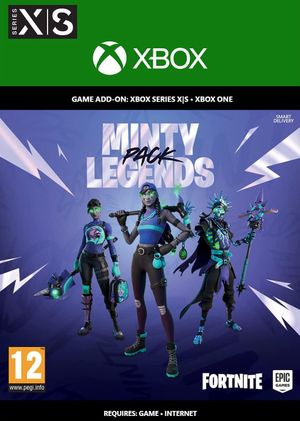 SERIES
X|S
XBOX
GAME ADD-ON: XBOX SERIES X|S • XBOX ONE
SMART
DELIVERY
MINTY
PACK
LEGENDS
12
www.pegi.info
FORTNITE
EPIC
GAMES
REQUIRES: GAME • INTERNET